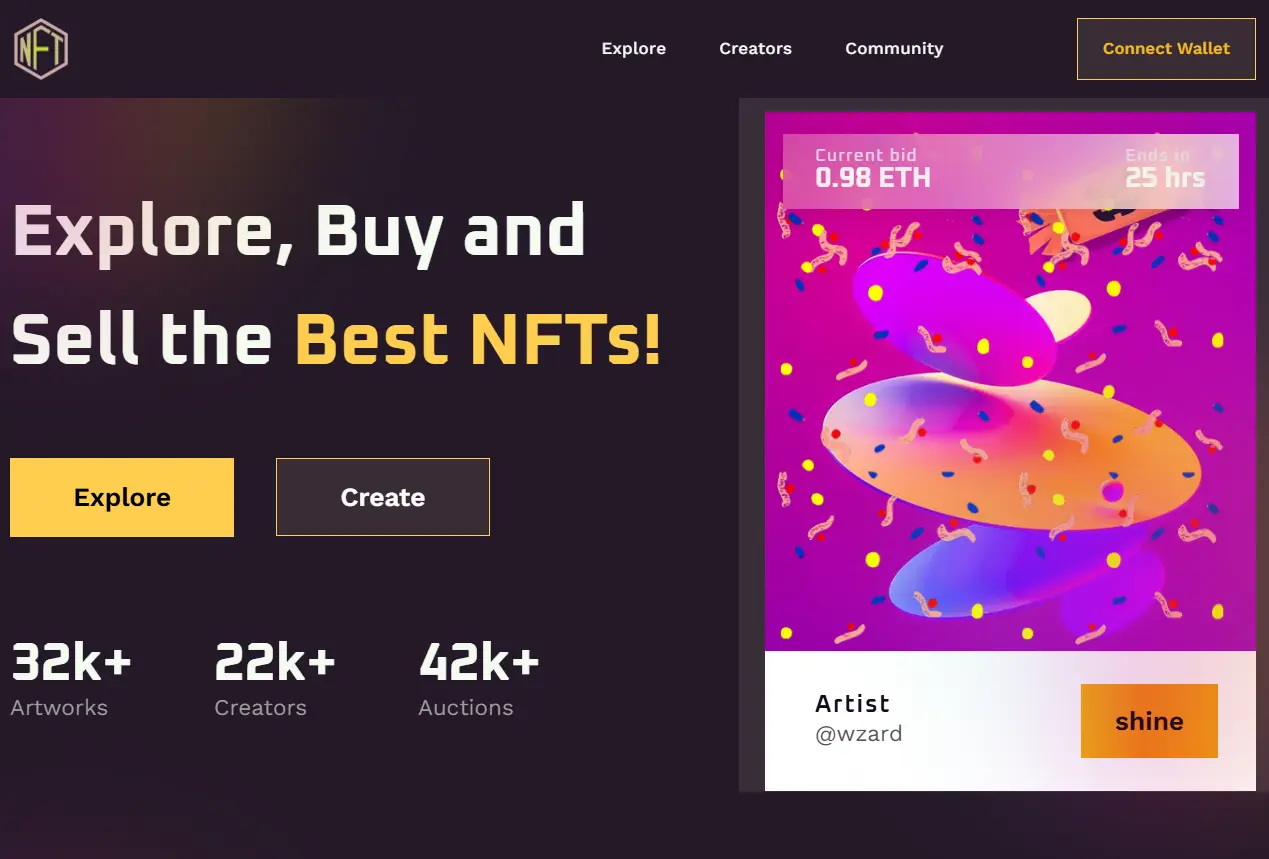 NFT
Explore Creators Community Connect Wallet
Explore, Buy and
Sell the Best NFTs!
Explore Create
32k+ 22k+ 42k+
Artworks Creators Auctions
Current bid Ends in
0.98 ETH 25 hrs
Artist
@wzard
shine